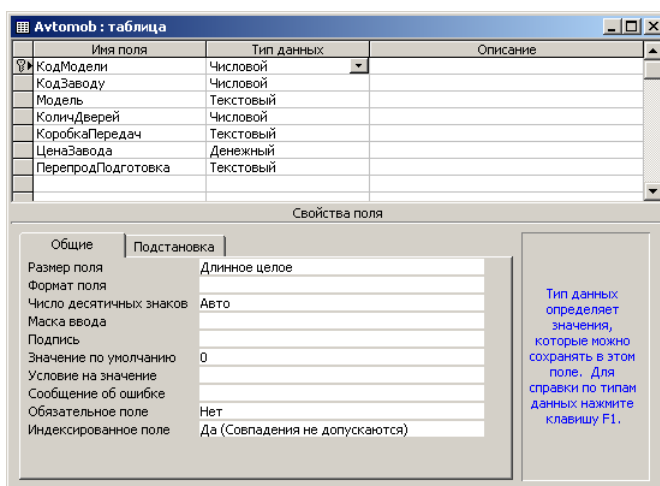 Avtomob : таблица
Имя поля Тип данных Описание
КодМодели Числовой
КодЗаводу Числовой
Модель Текстовый
КоличДверей Числовой
КоробкаПередач Текстовый
ЦенаЗавода Денежный
ПерепродПодготовка Текстовый
Свойства поля
Общие Подстановка
Размер поля Длинное целое
Формат поля
Число десятичных знаков Авто
Маска ввода
Подпись
Значение по умолчанию 0
Условие на значение
Сообщение об ошибке
Обязательное поле Нет
Индексированное поле Да (Совпадения не допускаются)
Тип данных
определяет
значения,
которые можно
сохранять в этом
поле. Для
справки по типам
данных нажмите
клавишу F1.